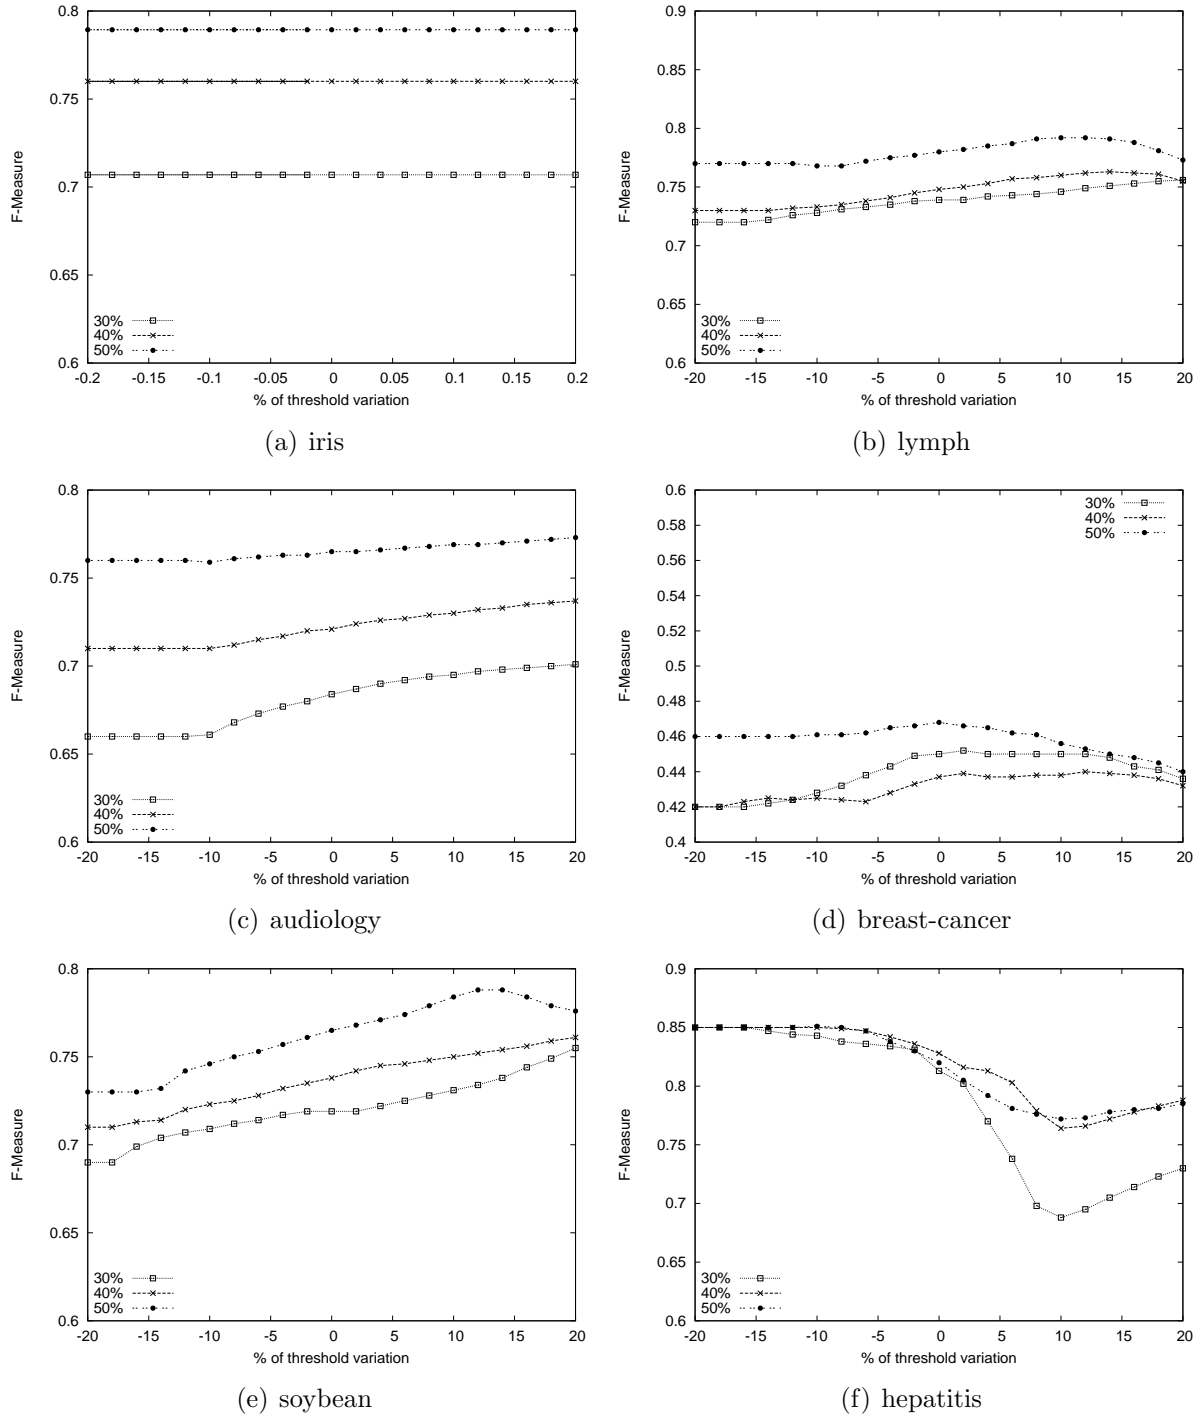 0.8
0.75
0.7
0.65
0.6
F-Measure
30%
40%
50%
-0.2 -0.15 -0.1 -0.05 0 0.05 0.1 0.15 0.2
% of threshold variation
(a) iris
0.9
0.85
0.8
0.75
0.7
0.65
0.6
F-Measure
30%
40%
50%
-20 -15 -10 -5 0 5 10 15 20
% of threshold variation
(b) lymph
0.8
0.75
0.7
0.65
0.6
F-Measure
30%
40%
50%
-20 -15 -10 -5 0 5 10 15 20
% of threshold variation
(c) audiology
0.6
0.58
0.56
0.54
0.52
0.5
0.48
0.46
0.44
0.42
0.4
F-Measure
30%
40%
50%
-20 -15 -10 -5 0 5 10 15 20
% of threshold variation
(d) breast-cancer
0.8
0.75
0.7
0.65
0.6
F-Measure
30%
40%
50%
-20 -15 -10 -5 0 5 10 15 20
% of threshold variation
(e) soybean
0.9
0.85
0.8
0.75
0.7
0.65
0.6
F-Measure
30%
40%
50%
-20 -15 -10 -5 0 5 10 15 20
% of threshold variation
(f) hepatitis